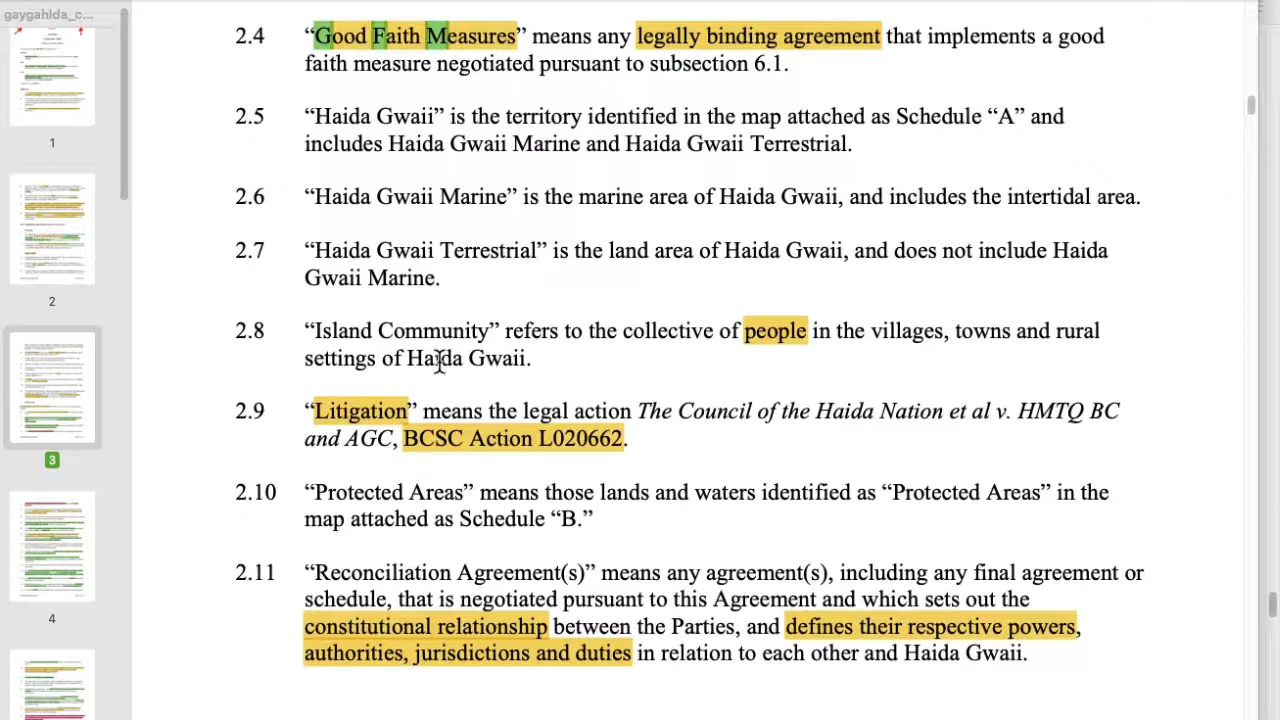 gaygahlda_c...
1
2
3
4
2.4 “Good Faith Measures” means any legally binding agreement that implements a good
faith measure negotiated pursuant to subsection 6.1.
2.5 “Haida Gwaii” is the territory identified in the map attached as Schedule “A” and
includes Haida Gwaii Marine and Haida Gwaii Terrestrial.
2.6 “Haida Gwaii Marine” is the marine area of Haida Gwaii, and includes the intertidal area.
2.7 “Haida Gwaii Terrestrial” is the land area of Haida Gwaii, and does not include Haida
Gwaii Marine.
2.8 “Island Community” refers to the collective of people in the villages, towns and rural
settings of Haida Gwaii.
2.9 “Litigation” means the legal action The Council of the Haida Nation et al v. HMTQ BC
and AGC, BCSC Action L020662.
2.10 “Protected Areas” means those lands and waters identified as “Protected Areas” in the
map attached as Schedule “B.”
2.11 “Reconciliation Agreement(s)” means any agreement(s), including any final agreement or
schedule, that is negotiated pursuant to this Agreement and which sets out the
constitutional relationship between the Parties, and defines their respective powers,
authorities, jurisdictions and duties in relation to each other and Haida Gwaii.